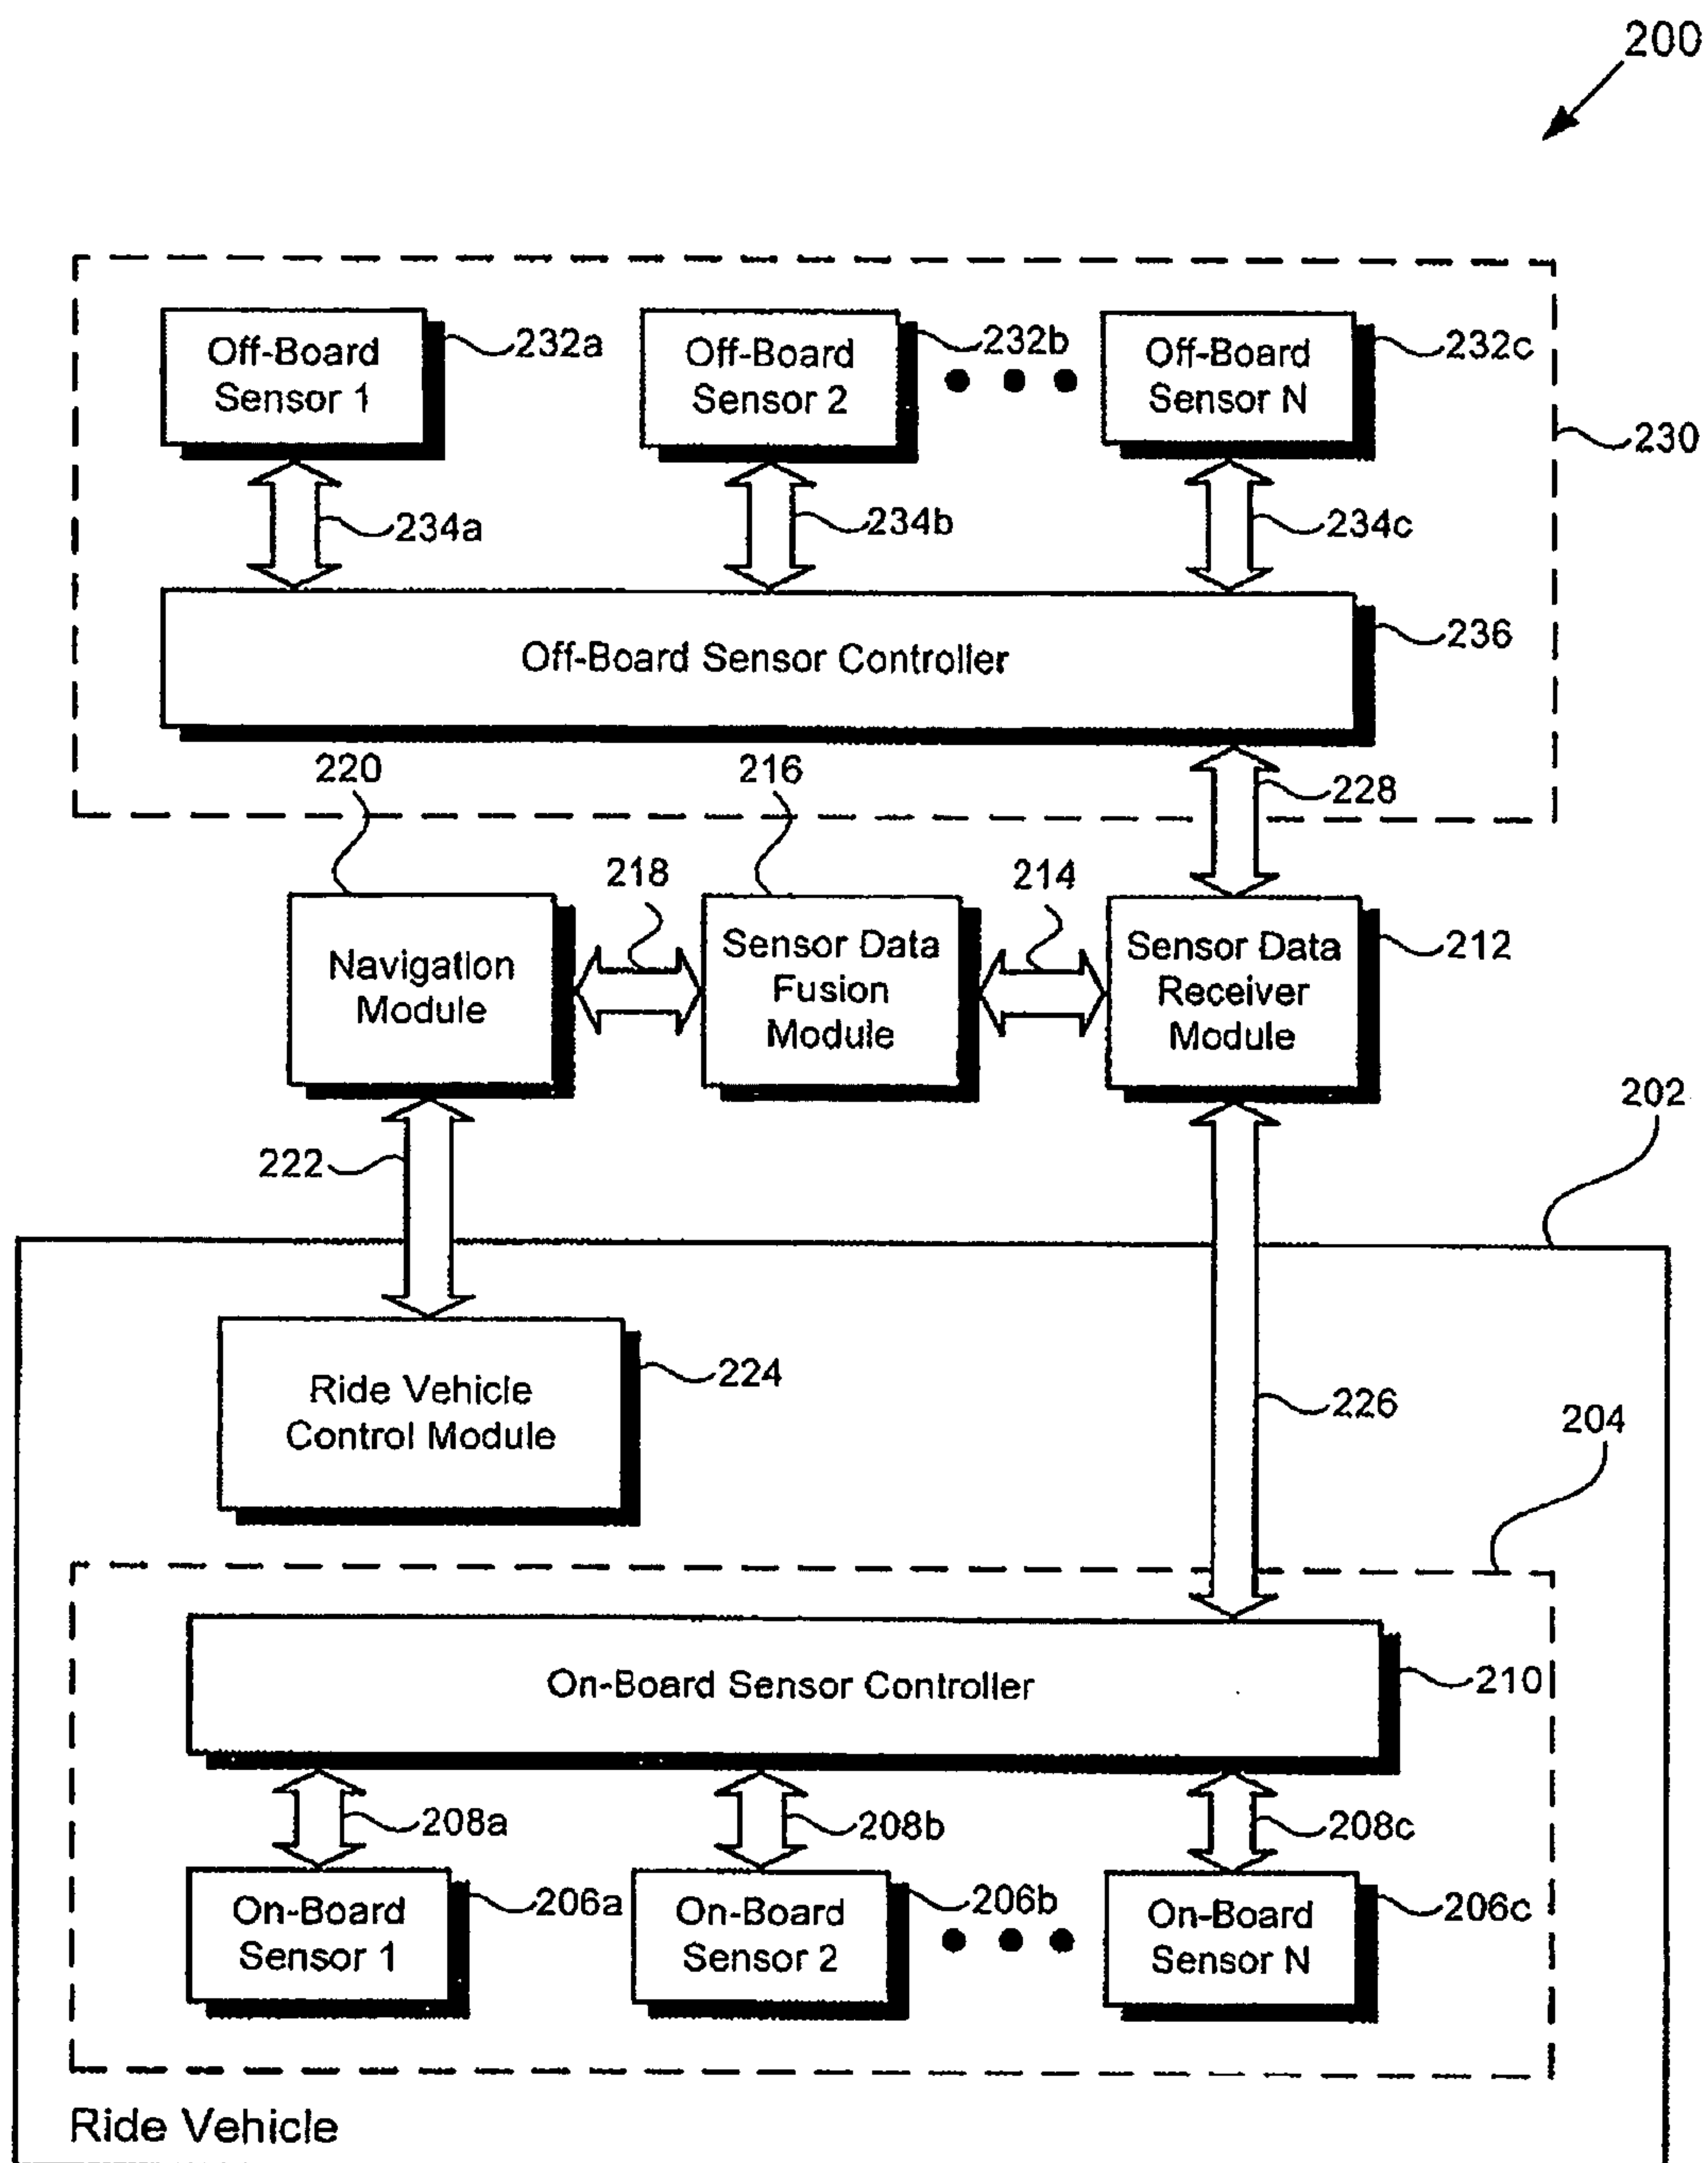 200
Off-Board
Sensor 1
232a
Off-Board
Sensor 2
232b
Off-Board
Sensor N
232c
230
234a
234b
234c
Off-Board Sensor Controller
236
220
216
228
218
214
Navigation
Module
Sensor Data
Fusion
Module
Sensor Data
Receiver
Module
212
202
222
Ride Vehicle
Control Module
224
226
204
On-Board Sensor Controller
210
208a
208b
208c
On-Board
Sensor 1
206a
On-Board
Sensor 2
206b
On-Board
Sensor N
206c
Ride Vehicle